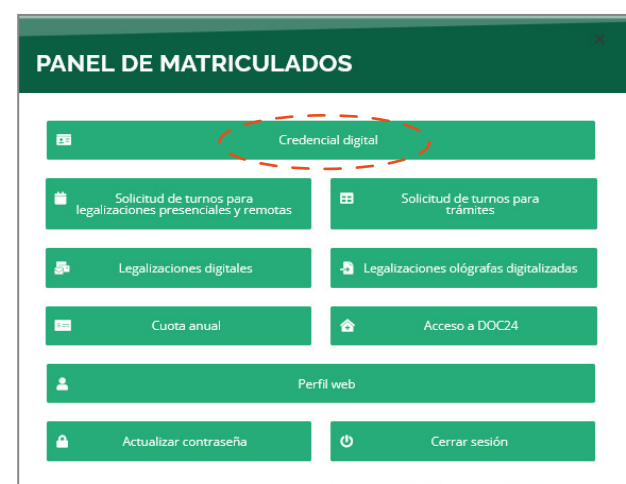 PANEL DE MATRICULADOS
Credencial digital
Solicitud de turnos para
legalizaciones presenciales y remotas
Solicitud de turnos para
trámites
Legalizaciones digitales
Legalizaciones ológrafas digitalizadas
Cuota anual
Acceso a DOC24
Perfil web
Actualizar contraseña
Cerrar sesión